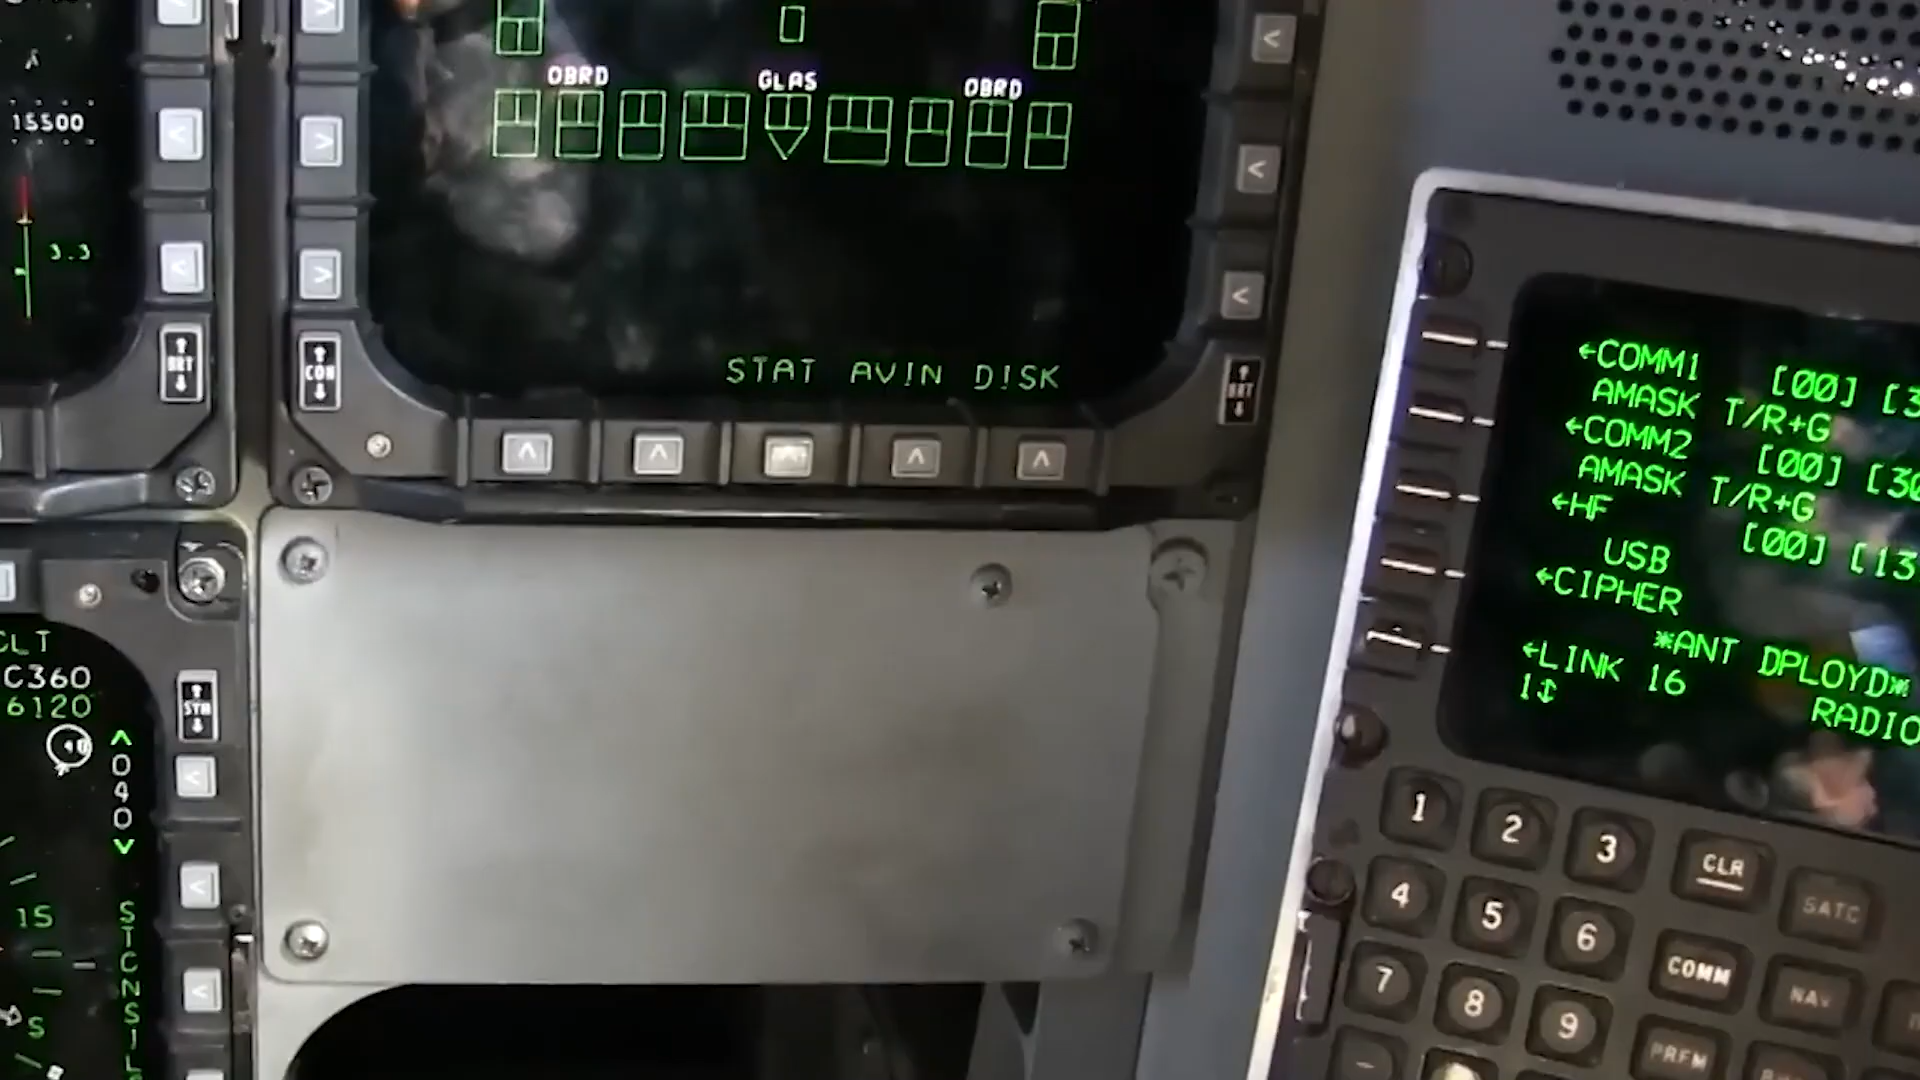 15500
3.3
BRT
OBRD GLAS OBRD
CON
STAT AVIN DISK
BRT
C360
6120
040
SYM
15
S
←COMM1 [00]
AMASK T/R+G
←COMM2 [00]
AMASK T/R+G
←HF [00] [13
USB
←CIPHER
*ANT DPLOYD*
←LINK 16
RADIO
1 2 3 CLR SATC
4 5 6 COMM NAV
7 8 9 PRFM